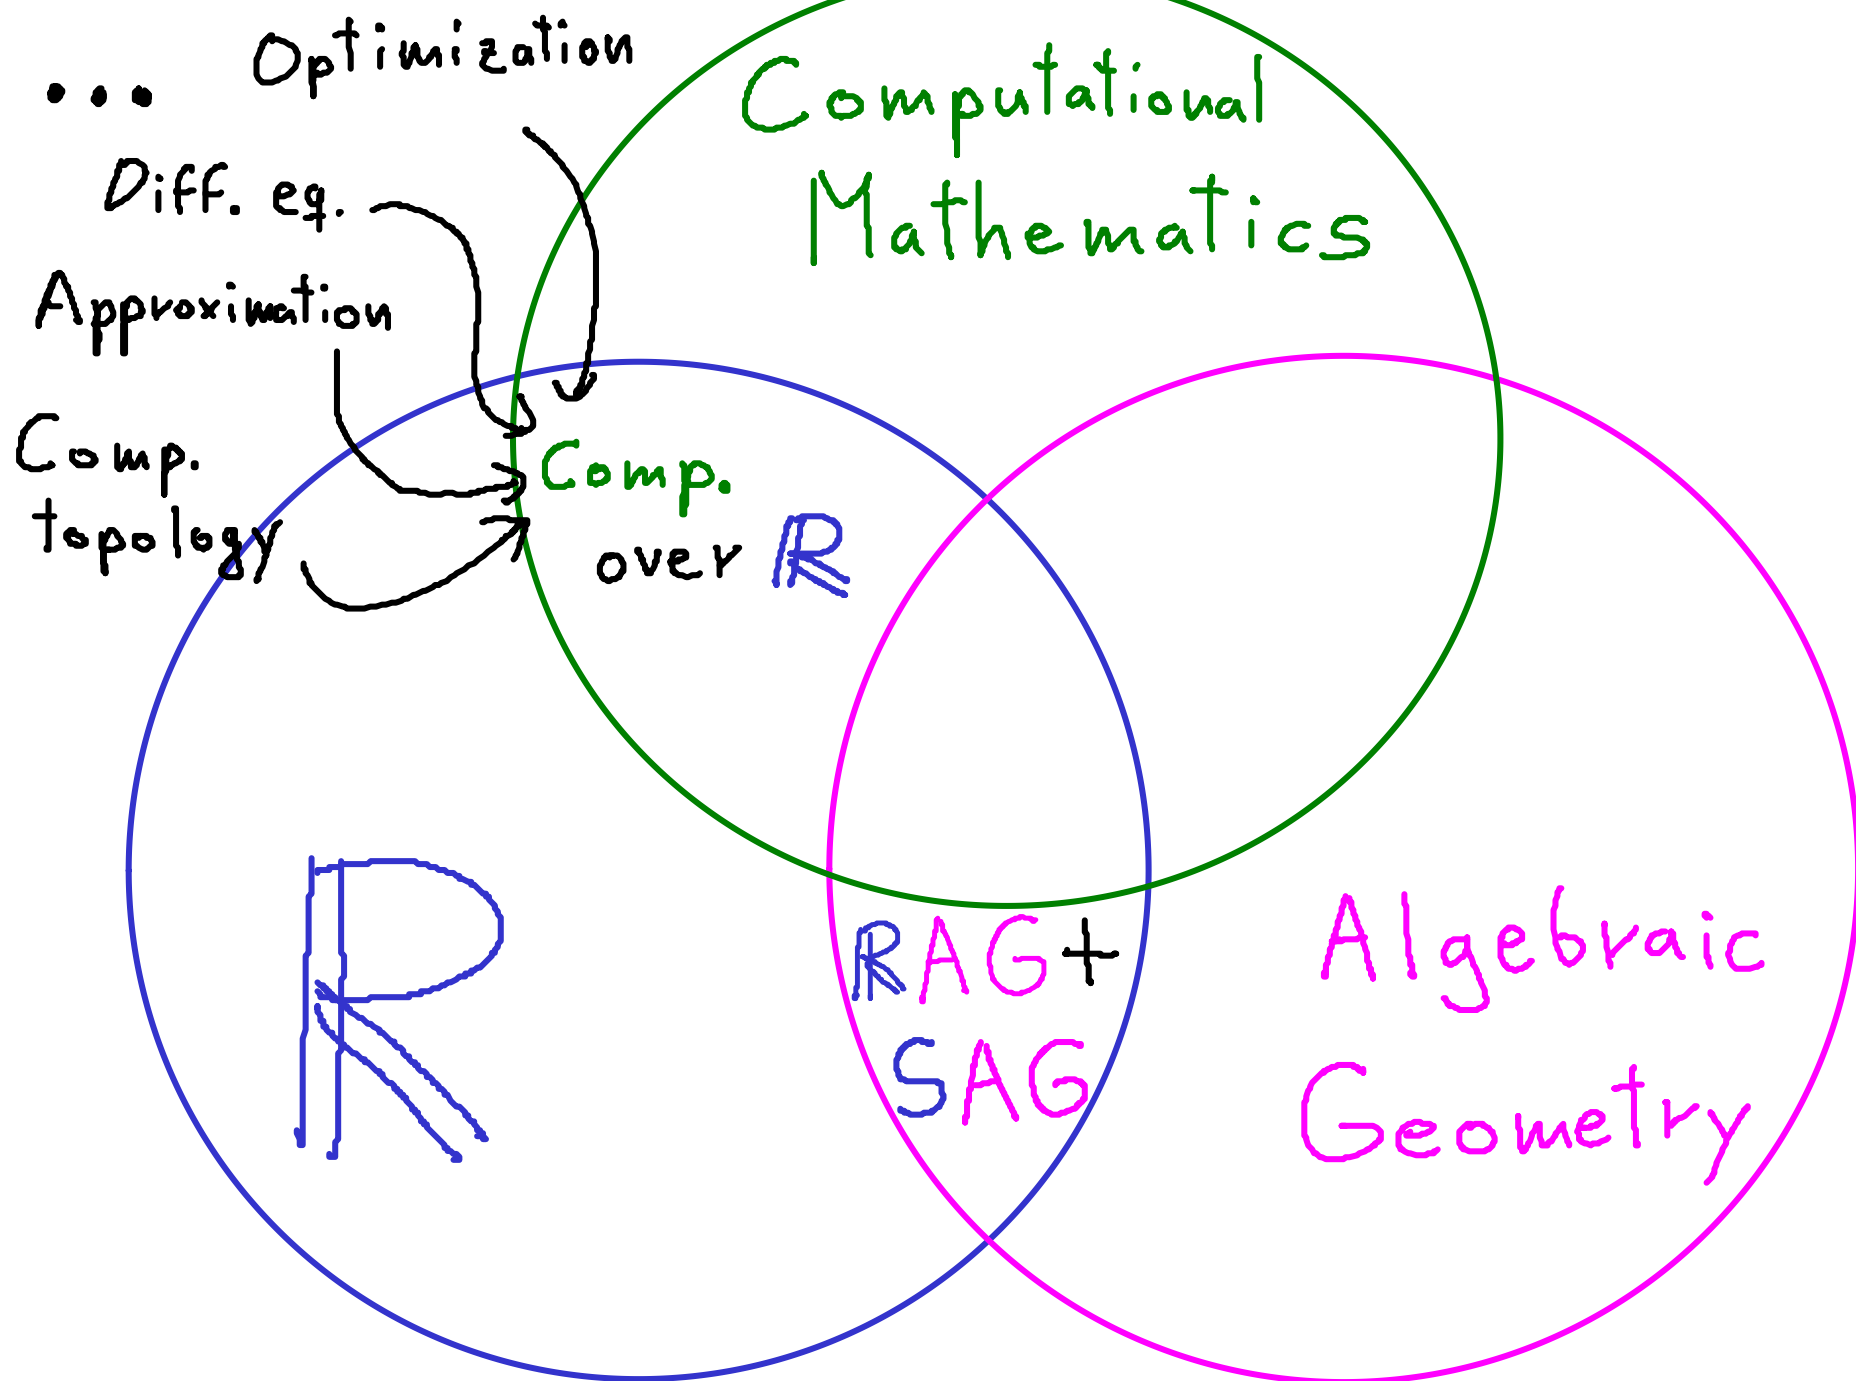 ... Optimization
Diff. eq.
Approximation
Comp.
topology
Computational
Mathematics
Comp.
over ℝ
ℝ
ℝAG+
SAG
Algebraic
Geometry